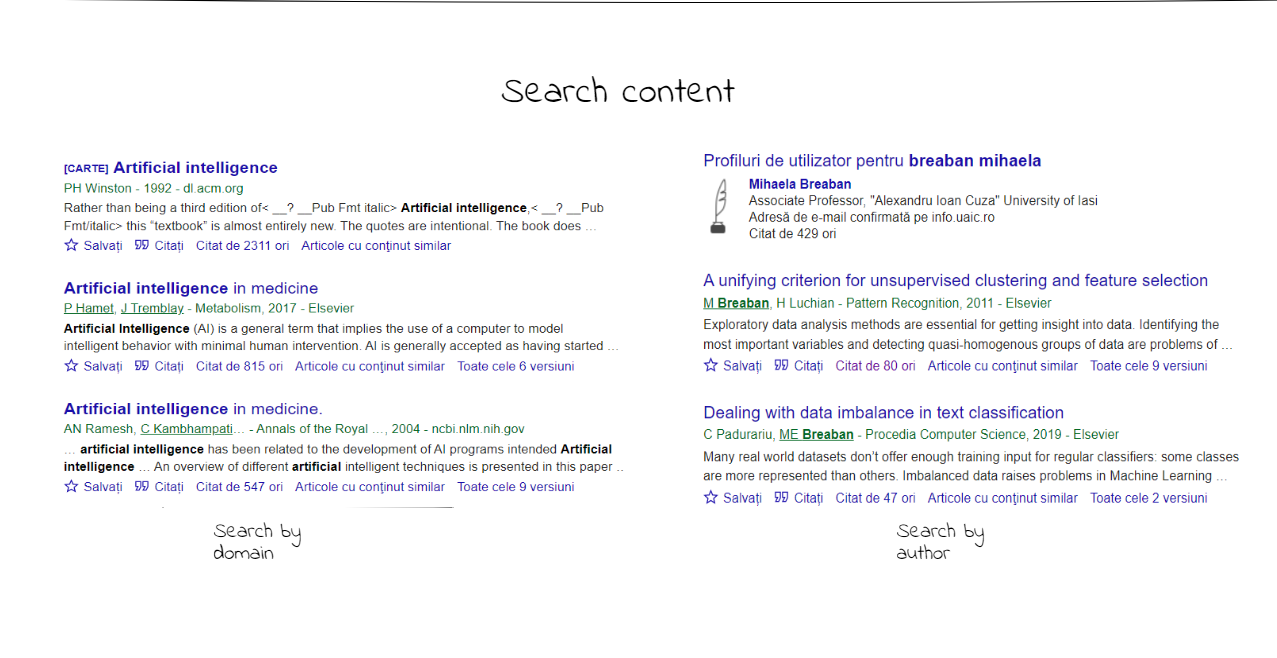 Search content
[CARTE] Artificial intelligence
PH Winston - 1992 - dl.acm.org
Rather than being a third edition of< __? __Pub Fmt italic> Artificial intelligence,< __? __Pub
Fmt/italic> this "textbook" is almost entirely new. The quotes are intentional. The book does …
Salvați Citați Citat de 2311 ori Articole cu conținut similar
Artificial intelligence in medicine
P Hamet, J Tremblay - Metabolism, 2017 - Elsevier
Artificial Intelligence (AI) is a general term that implies the use of a computer to model
intelligent behavior with minimal human intervention. AI is generally accepted as having started …
Salvați Citați Citat de 815 ori Articole cu conținut similar Toate cele 6 versiuni
Artificial intelligence in medicine.
AN Ramesh, C Kambhampati… - Annals of the Royal …, 2004 - ncbi.nlm.nih.gov
… artificial intelligence has been related to the development of AI programs intended Artificial
intelligence … An overview of different artificial intelligent techniques is presented in this paper ..
Salvați Citați Citat de 547 ori Articole cu conținut similar Toate cele 9 versiuni
Search by
domain
Profiluri de utilizator pentru breaban mihaela
Mihaela Breaban
Associate Professor, "Alexandru Ioan Cuza" University of Iasi
Adresă de e-mail confirmată pe info.uaic.ro
Citat de 429 ori
A unifying criterion for unsupervised clustering and feature selection
M Breaban, H Luchian - Pattern Recognition, 2011 - Elsevier
Exploratory data analysis methods are essential for getting insight into data. Identifying the
most important variables and detecting quasi-homogenous groups of data are problems of …
Salvați Citați Citat de 80 ori Articole cu conținut similar Toate cele 9 versiuni
Dealing with data imbalance in text classification
C Padurariu, ME Breaban - Procedia Computer Science, 2019 - Elsevier
Many real world datasets don't offer enough training input for regular classifiers: some classes
are more represented than others. Imbalanced data raises problems in Machine Learning …
Salvați Citați Citat de 47 ori Articole cu conținut similar Toate cele 2 versiuni
Search by
author